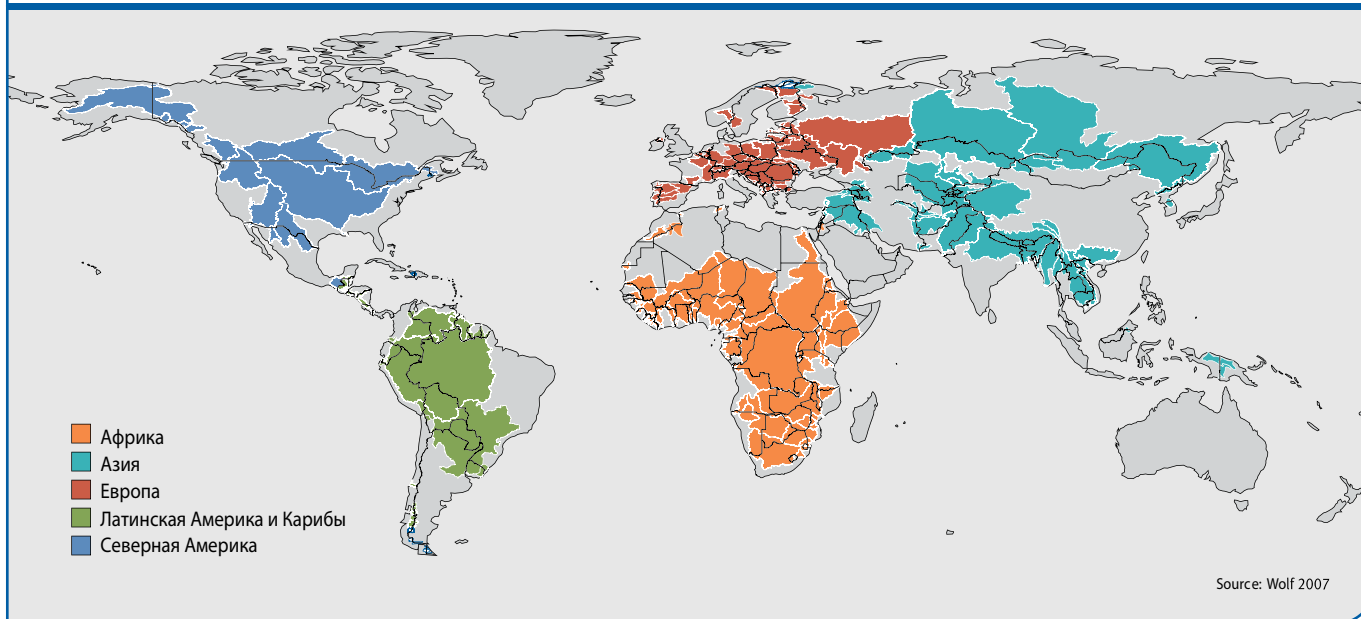 Африка
Азия
Европа
Латинская Америка и Карибы
Северная Америка
Source: Wolf 2007